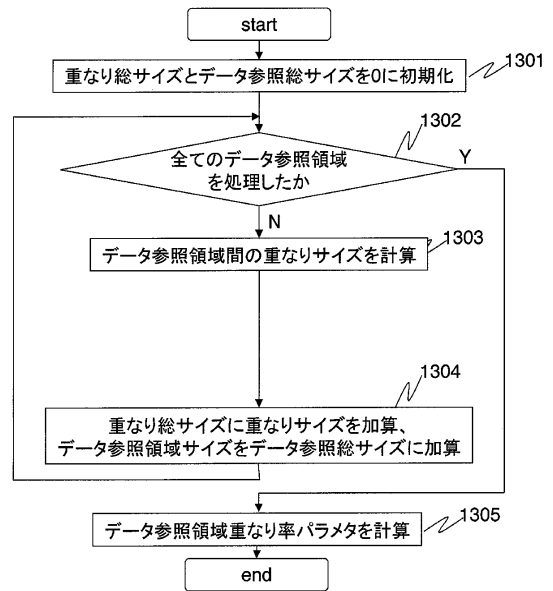 start
重なり総サイズとデータ参照総サイズを0に初期化
1301
1302
全てのデータ参照領域
を処理したか
Y
N
データ参照領域間の重なりサイズを計算
1303
1304
重なり総サイズに重なりサイズを加算、
データ参照領域サイズをデータ参照総サイズに加算
データ参照領域重なり率パラメタを計算
1305
end